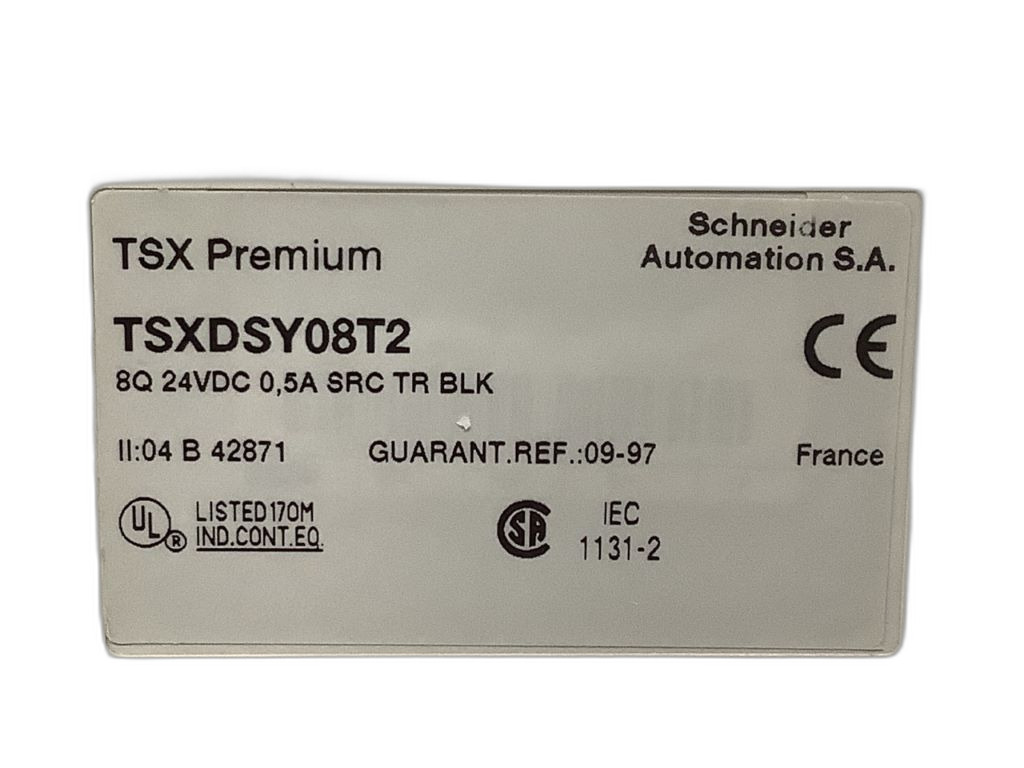 TSX Premium
Schneider
Automation S.A.
TSXDSY08T2
8Q 24VDC 0,5A SRC TR BLK
CE
II:04 B 42871 GUARANT.REF.:09-97 France
UL ® LISTED 170M
IND.CONT.EQ.
SA IEC
1131-2